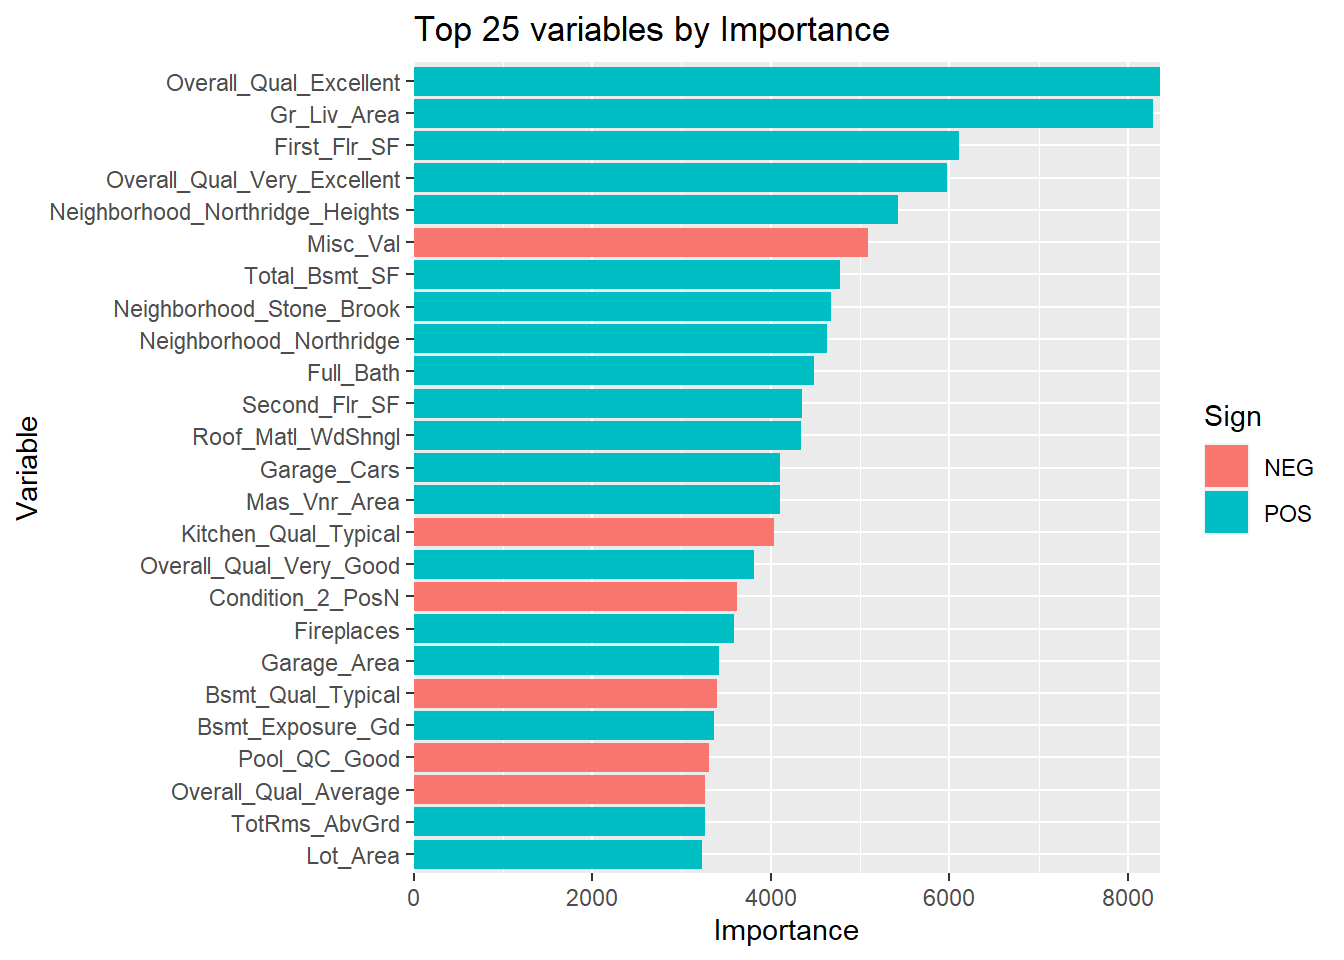 Top 25 variables by Importance
Overall_Qual_Excellent
Gr_Liv_Area
First_Flr_SF
Overall_Qual_Very_Excellent
Neighborhood_Northridge_Heights
Misc_Val
Total_Bsmt_SF
Neighborhood_Stone_Brook
Neighborhood_Northridge
Full_Bath
Second_Flr_SF
Roof_Matl_WdShngl
Garage_Cars
Mas_Vnr_Area
Kitchen_Qual_Typical
Overall_Qual_Very_Good
Condition_2_PosN
Fireplaces
Garage_Area
Bsmt_Qual_Typical
Bsmt_Exposure_Gd
Pool_QC_Good
Overall_Qual_Average
TotRms_AbvGrd
Lot_Area
0 2000 4000 6000 8000
Importance
Variable
Sign
NEG
POS